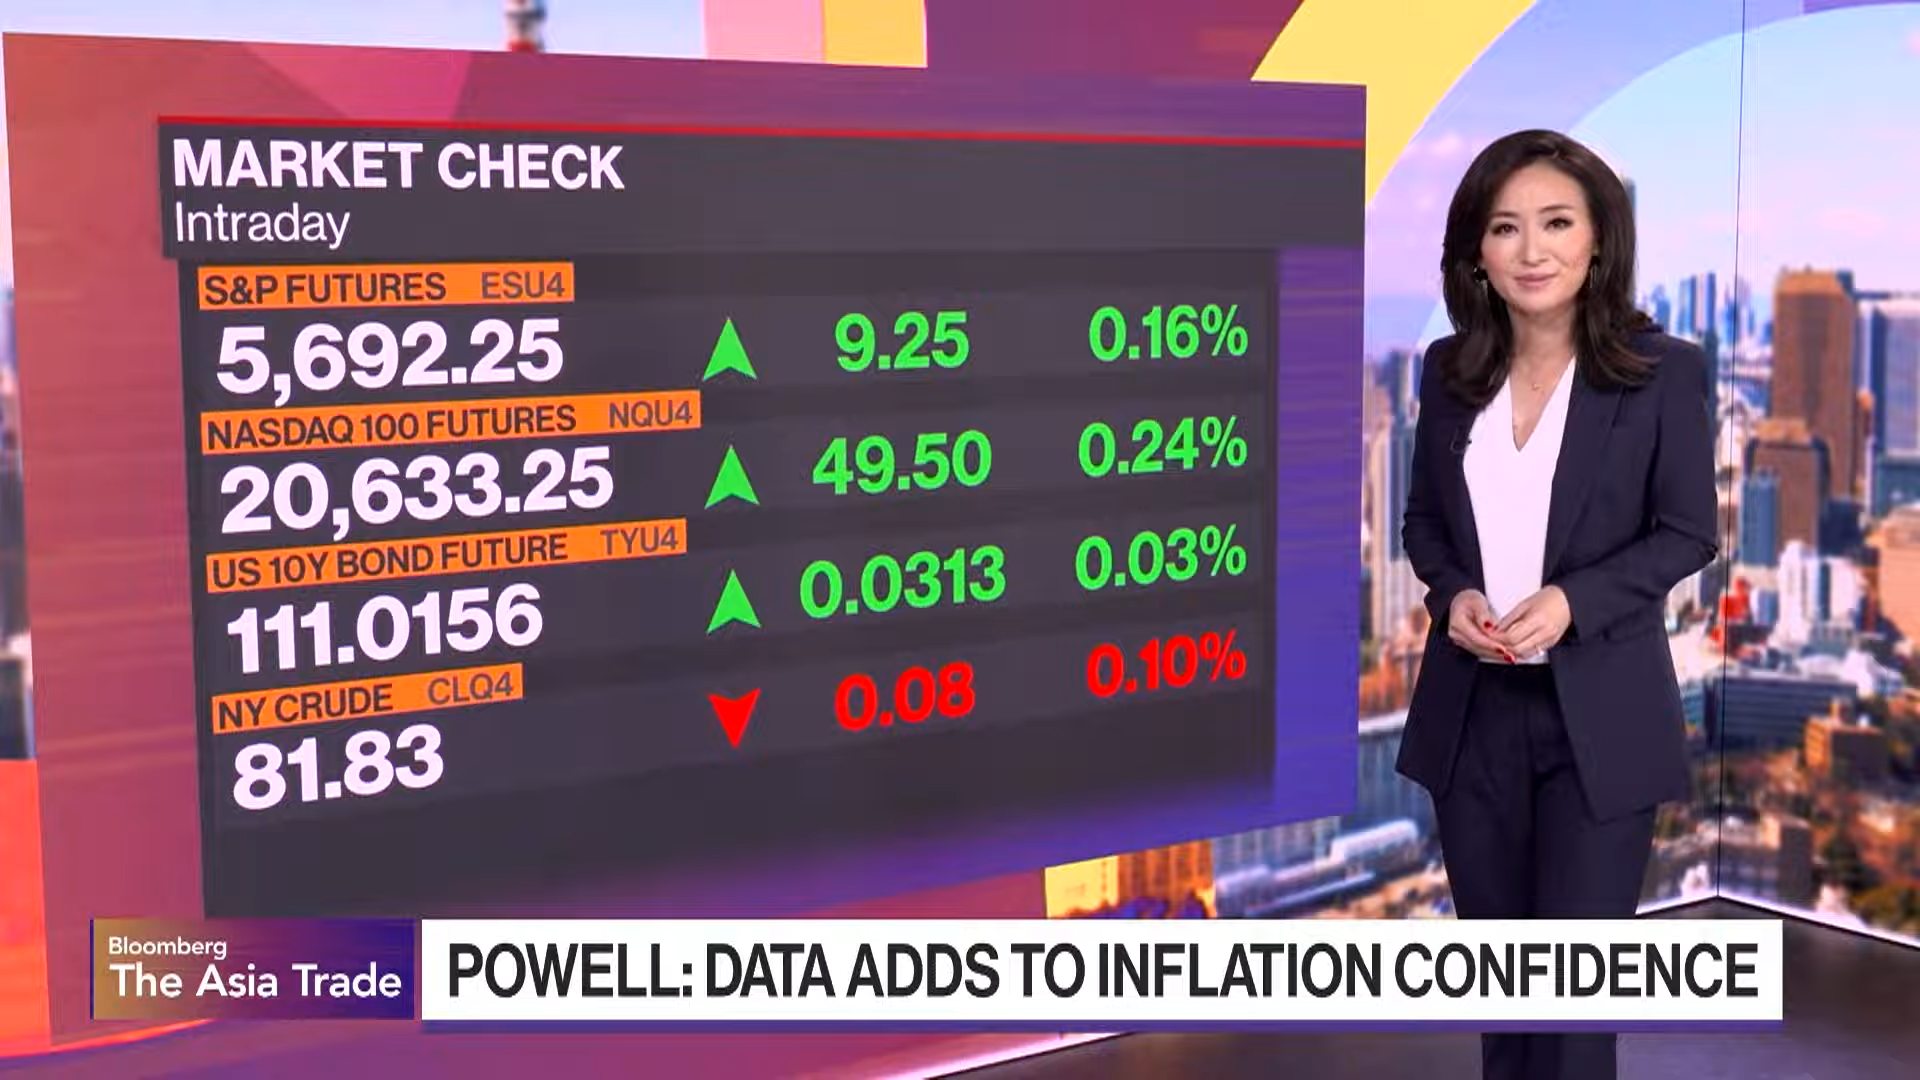 MARKET CHECK
Intraday
S&P FUTURES ESU4
5,692.25 9.25 0.16%
NASDAQ 100 FUTURES NQU4
20,633.25 49.50 0.24%
US 10Y BOND FUTURE TYU4
111.0156 0.0313 0.03%
NY CRUDE CLQ4
81.83 0.08 0.10%
Bloomberg
The Asia Trade
POWELL: DATA ADDS TO INFLATION CONFIDENCE